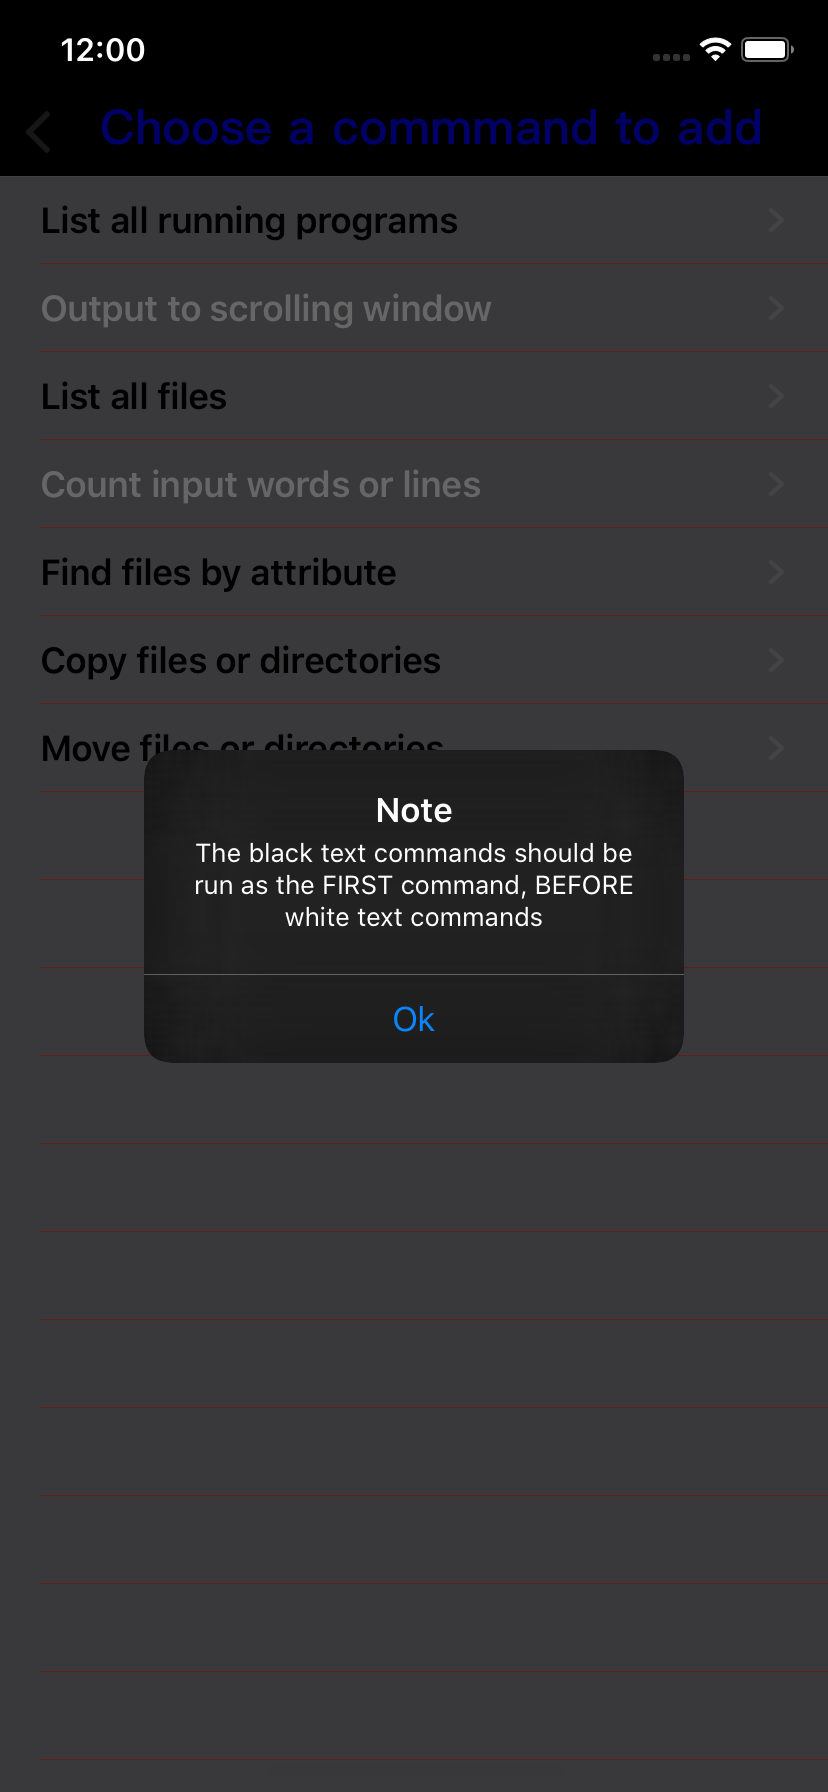 12:00
Choose a commmand to add
List all running programs
Output to scrolling window
List all files
Count input words or lines
Find files by attribute
Copy files or directories
Move files or directories
Note
The black text commands should be
run as the FIRST command, BEFORE
white text commands
Ok